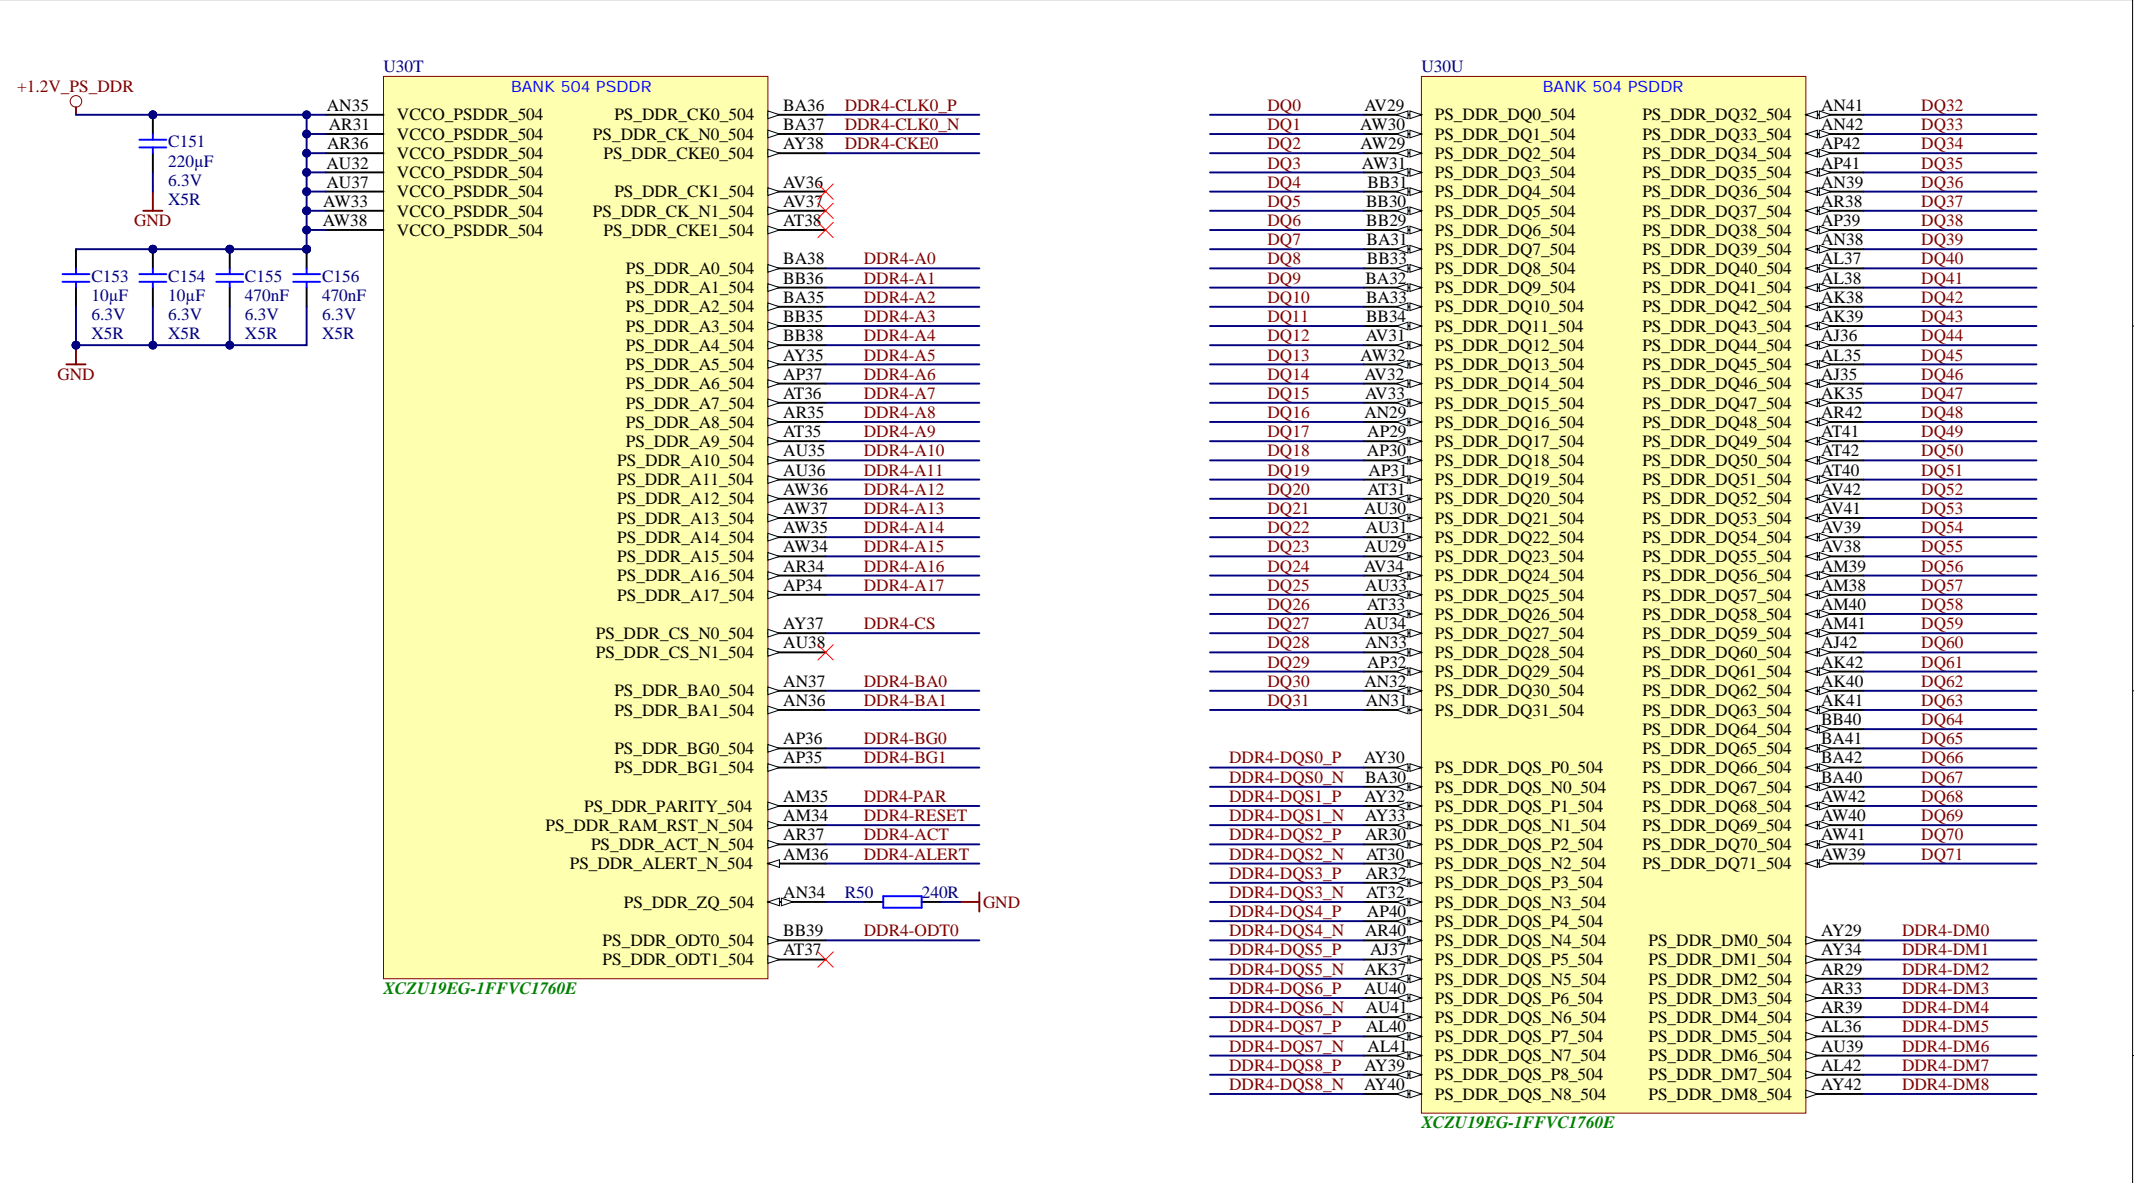 U30T
BANK 504 PSDDR
+1.2V_PS_DDR
C151
220µF
6.3V
X5R
GND
C153
10µF
6.3V
X5R
C154
10µF
6.3V
X5R
C155
470nF
6.3V
X5R
C156
470nF
6.3V
X5R
GND
AN35 VCCO_PSDDR_504
AR31 VCCO_PSDDR_504
AR36 VCCO_PSDDR_504
AU32 VCCO_PSDDR_504
AU37 VCCO_PSDDR_504
AW33 VCCO_PSDDR_504
AW38 VCCO_PSDDR_504
PS_DDR_CK0_504 BA36 DDR4-CLK0_P
PS_DDR_CK_N0_504 BA37 DDR4-CLK0_N
PS_DDR_CKE0_504 AY38 DDR4-CKE0
PS_DDR_CK1_504 AV36
PS_DDR_CK_N1_504 AV37
PS_DDR_CKE1_504 AT38
PS_DDR_A0_504 BA38 DDR4-A0
PS_DDR_A1_504 BB36 DDR4-A1
PS_DDR_A2_504 BA35 DDR4-A2
PS_DDR_A3_504 BB35 DDR4-A3
PS_DDR_A4_504 BB38 DDR4-A4
PS_DDR_A5_504 AY35 DDR4-A5
PS_DDR_A6_504 AP37 DDR4-A6
PS_DDR_A7_504 AT36 DDR4-A7
PS_DDR_A8_504 AR35 DDR4-A8
PS_DDR_A9_504 AT35 DDR4-A9
PS_DDR_A10_504 AU35 DDR4-A10
PS_DDR_A11_504 AU36 DDR4-A11
PS_DDR_A12_504 AW36 DDR4-A12
PS_DDR_A13_504 AW37 DDR4-A13
PS_DDR_A14_504 AW35 DDR4-A14
PS_DDR_A15_504 AW34 DDR4-A15
PS_DDR_A16_504 AR34 DDR4-A16
PS_DDR_A17_504 AP34 DDR4-A17
PS_DDR_CS_N0_504 AY37 DDR4-CS
PS_DDR_CS_N1_504 AU38
PS_DDR_BA0_504 AN37 DDR4-BA0
PS_DDR_BA1_504 AN36 DDR4-BA1
PS_DDR_BG0_504 AP36 DDR4-BG0
PS_DDR_BG1_504 AP35 DDR4-BG1
PS_DDR_PARITY_504 AM35 DDR4-PAR
PS_DDR_RAM_RST_N_504 AM34 DDR4-RESET
PS_DDR_ACT_N_504 AR37 DDR4-ACT
PS_DDR_ALERT_N_504 AM36 DDR4-ALERT
PS_DDR_ZQ_504 AN34 R50 240R GND
PS_DDR_ODT0_504 BB39 DDR4-ODT0
PS_DDR_ODT1_504 AT37
XCZU19EG-1FFVC1760E
U30U
BANK 504 PSDDR
DQ0 AV29 PS_DDR_DQ0_504
DQ1 AW30 PS_DDR_DQ1_504
DQ2 AW29 PS_DDR_DQ2_504
DQ3 AW31 PS_DDR_DQ3_504
DQ4 BB31 PS_DDR_DQ4_504
DQ5 BB30 PS_DDR_DQ5_504
DQ6 BB29 PS_DDR_DQ6_504
DQ7 BA31 PS_DDR_DQ7_504
DQ8 BB33 PS_DDR_DQ8_504
DQ9 BA32 PS_DDR_DQ9_504
DQ10 BA33 PS_DDR_DQ10_504
DQ11 BB34 PS_DDR_DQ11_504
DQ12 AV31 PS_DDR_DQ12_504
DQ13 AW32 PS_DDR_DQ13_504
DQ14 AV32 PS_DDR_DQ14_504
DQ15 AV33 PS_DDR_DQ15_504
DQ16 AN29 PS_DDR_DQ16_504
DQ17 AP29 PS_DDR_DQ17_504
DQ18 AP30 PS_DDR_DQ18_504
DQ19 AP31 PS_DDR_DQ19_504
DQ20 AT31 PS_DDR_DQ20_504
DQ21 AU30 PS_DDR_DQ21_504
DQ22 AU31 PS_DDR_DQ22_504
DQ23 AU29 PS_DDR_DQ23_504
DQ24 AV34 PS_DDR_DQ24_504
DQ25 AU33 PS_DDR_DQ25_504
DQ26 AT33 PS_DDR_DQ26_504
DQ27 AU34 PS_DDR_DQ27_504
DQ28 AN33 PS_DDR_DQ28_504
DQ29 AP32 PS_DDR_DQ29_504
DQ30 AN32 PS_DDR_DQ30_504
DQ31 AN31 PS_DDR_DQ31_504
DDR4-DQS0_P AY30 PS_DDR_DQS_P0_504
DDR4-DQS0_N BA30 PS_DDR_DQS_N0_504
DDR4-DQS1_P AY32 PS_DDR_DQS_P1_504
DDR4-DQS1_N AY33 PS_DDR_DQS_N1_504
DDR4-DQS2_P AR30 PS_DDR_DQS_P2_504
DDR4-DQS2_N AT30 PS_DDR_DQS_N2_504
DDR4-DQS3_P AR32 PS_DDR_DQS_P3_504
DDR4-DQS3_N AT32 PS_DDR_DQS_N3_504
DDR4-DQS4_P AP40 PS_DDR_DQS_P4_504
DDR4-DQS4_N AR40 PS_DDR_DQS_N4_504
DDR4-DQS5_P AJ37 PS_DDR_DQS_P5_504
DDR4-DQS5_N AK37 PS_DDR_DQS_N5_504
DDR4-DQS6_P AU40 PS_DDR_DQS_P6_504
DDR4-DQS6_N AU41 PS_DDR_DQS_N6_504
DDR4-DQS7_P AL40 PS_DDR_DQS_P7_504
DDR4-DQS7_N AL41 PS_DDR_DQS_N7_504
DDR4-DQS8_P AY39 PS_DDR_DQS_P8_504
DDR4-DQS8_N AY40 PS_DDR_DQS_N8_504
PS_DDR_DQ32_504 AN41 DQ32
PS_DDR_DQ33_504 AN42 DQ33
PS_DDR_DQ34_504 AP42 DQ34
PS_DDR_DQ35_504 AP41 DQ35
PS_DDR_DQ36_504 AN39 DQ36
PS_DDR_DQ37_504 AR38 DQ37
PS_DDR_DQ38_504 AP39 DQ38
PS_DDR_DQ39_504 AN38 DQ39
PS_DDR_DQ40_504 AL37 DQ40
PS_DDR_DQ41_504 AL38 DQ41
PS_DDR_DQ42_504 AK38 DQ42
PS_DDR_DQ43_504 AK39 DQ43
PS_DDR_DQ44_504 AJ36 DQ44
PS_DDR_DQ45_504 AL35 DQ45
PS_DDR_DQ46_504 AJ35 DQ46
PS_DDR_DQ47_504 AK35 DQ47
PS_DDR_DQ48_504 AR42 DQ48
PS_DDR_DQ49_504 AT41 DQ49
PS_DDR_DQ50_504 AT42 DQ50
PS_DDR_DQ51_504 AT40 DQ51
PS_DDR_DQ52_504 AV42 DQ52
PS_DDR_DQ53_504 AV41 DQ53
PS_DDR_DQ54_504 AV39 DQ54
PS_DDR_DQ55_504 AV38 DQ55
PS_DDR_DQ56_504 AM39 DQ56
PS_DDR_DQ57_504 AM38 DQ57
PS_DDR_DQ58_504 AM40 DQ58
PS_DDR_DQ59_504 AM41 DQ59
PS_DDR_DQ60_504 AJ42 DQ60
PS_DDR_DQ61_504 AK42 DQ61
PS_DDR_DQ62_504 AK40 DQ62
PS_DDR_DQ63_504 AK41 DQ63
PS_DDR_DQ64_504 BB40 DQ64
PS_DDR_DQ65_504 BA41 DQ65
PS_DDR_DQ66_504 BA42 DQ66
PS_DDR_DQ67_504 BA40 DQ67
PS_DDR_DQ68_504 AW42 DQ68
PS_DDR_DQ69_504 AW40 DQ69
PS_DDR_DQ70_504 AW41 DQ70
PS_DDR_DQ71_504 AW39 DQ71
PS_DDR_DM0_504 AY29 DDR4-DM0
PS_DDR_DM1_504 AY34 DDR4-DM1
PS_DDR_DM2_504 AR29 DDR4-DM2
PS_DDR_DM3_504 AR33 DDR4-DM3
PS_DDR_DM4_504 AR39 DDR4-DM4
PS_DDR_DM5_504 AL36 DDR4-DM5
PS_DDR_DM6_504 AU39 DDR4-DM6
PS_DDR_DM7_504 AL42 DDR4-DM7
PS_DDR_DM8_504 AY42 DDR4-DM8
XCZU19EG-1FFVC1760E